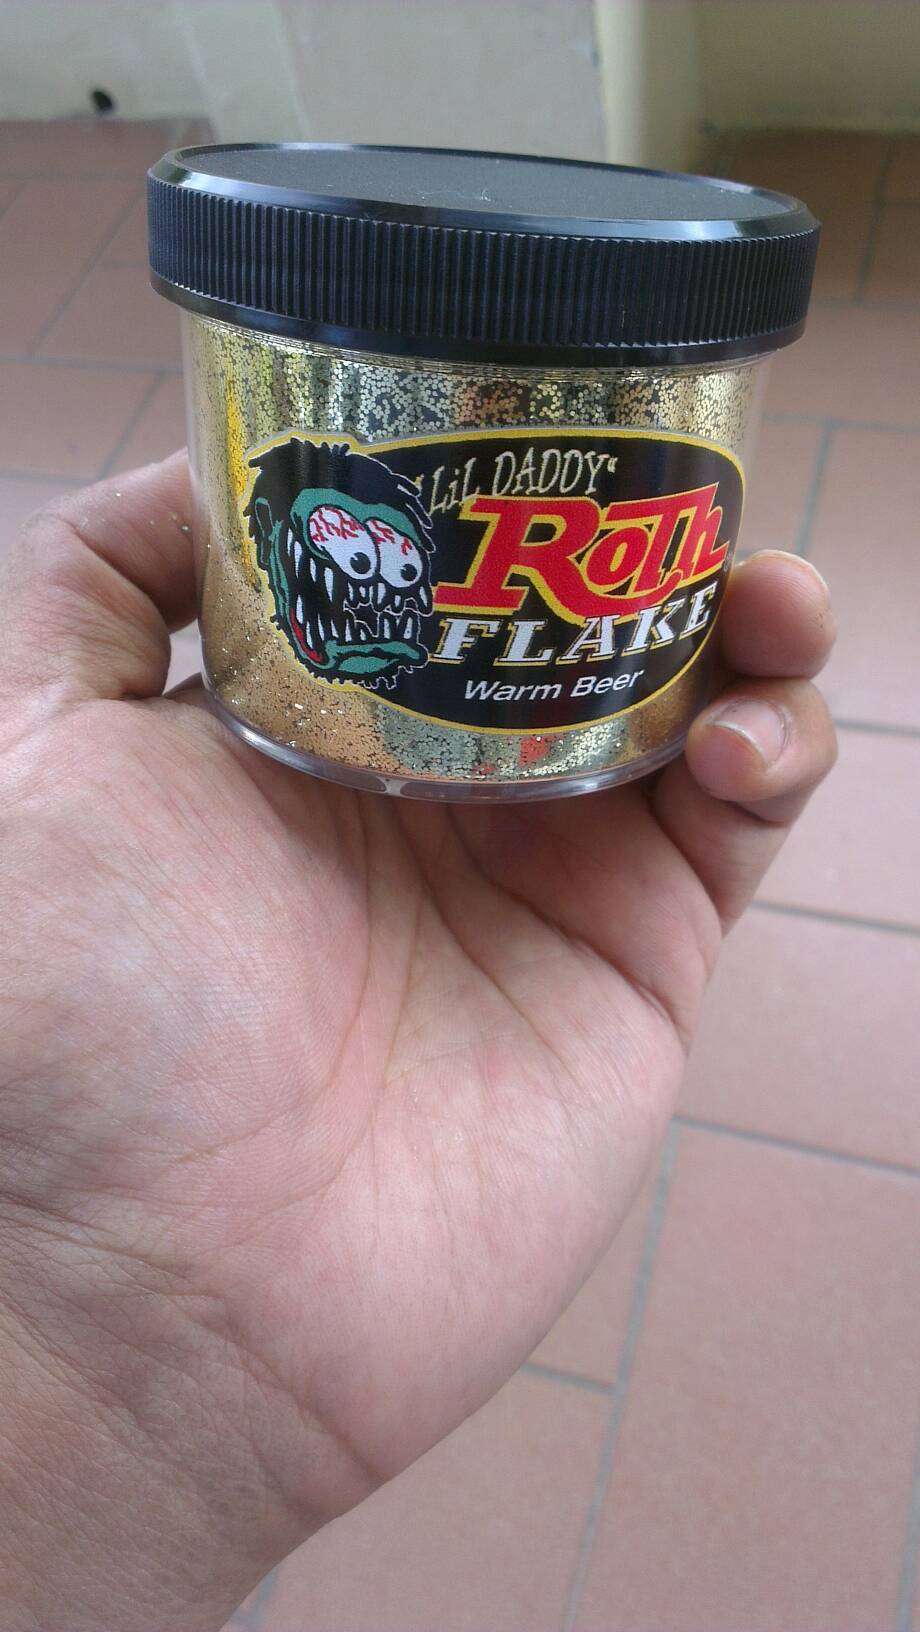 "LiL DADDY"
RoTh
FLAKE
Warm Beer